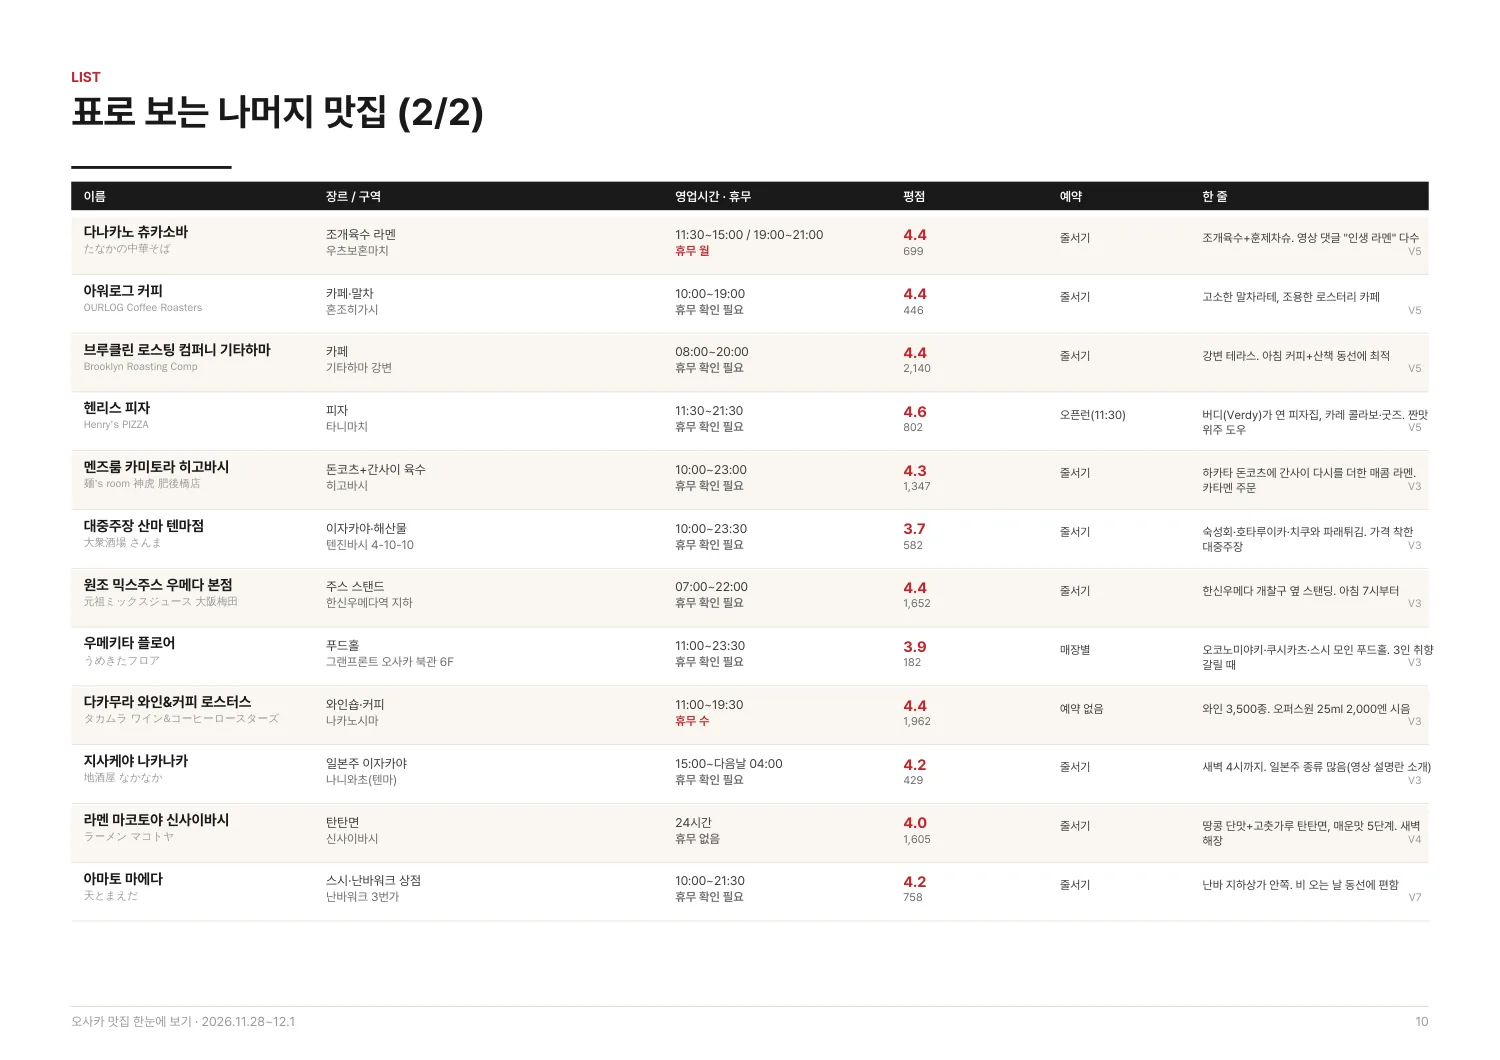 LIST
표로 보는 나머지 맛집 (2/2)
이름 장르 / 구역 영업시간 · 휴무 평점 예약 한 줄
다나카노 츄카소바 조개육수 라멘 11:30~15:00 / 19:00~21:00 4.4 줄서기 조개육수+훈제차슈. 영상 댓글 "인생 라멘" 다수
たなかの中華そば 우츠보혼마치 휴무 월 699 V5
아워로그 커피 카페·말차 10:00~19:00 4.4 줄서기 고소한 말차라테, 조용한 로스터리 카페
OURLOG Coffee Roasters 혼조히가시 휴무 확인 필요 446 V5
브루클린 로스팅 컴퍼니 기타하마 카페 08:00~20:00 4.4 줄서기 강변 테라스. 아침 커피+산책 동선에 최적
Brooklyn Roasting Comp 기타하마 강변 휴무 확인 필요 2,140 V5
헨리스 피자 피자 11:30~21:30 4.6 오픈런(11:30) 버디(Verdy)가 연 피자집, 카레 콜라보·굿즈. 짠맛
Henry's PIZZA 타니마치 휴무 확인 필요 802 위주 도우 V5
멘즈룸 카미토라 히고바시 돈코츠+간사이 육수 10:00~23:00 4.3 줄서기 하카타 돈코츠에 간사이 다시를 더한 매콤 라멘.
麺's room 神虎 肥後橋店 히고바시 휴무 확인 필요 1,347 카타멘 주문 V3
대중주장 산마 텐마점 이자카야·해산물 10:00~23:30 3.7 줄서기 숙성회·호타루이카·치쿠와 파래튀김. 가격 착한
大衆酒場 さんま 텐진바시 4-10-10 휴무 확인 필요 582 대중주장 V3
원조 믹스주스 우메다 본점 주스 스탠드 07:00~22:00 4.4 줄서기 한신우메다 개찰구 옆 스탠딩. 아침 7시부터
元祖ミックスジュース 大阪梅田 한신우메다역 지하 휴무 확인 필요 1,652 V3
우메키타 플로어 푸드홀 11:00~23:30 3.9 매장별 오코노미야키·쿠시카츠·스시 모인 푸드홀. 3인 취향
うめきたフロア 그랜프론트 오사카 북관 6F 휴무 확인 필요 182 갈릴 때 V3
다카무라 와인&커피 로스터스 와인숍·커피 11:00~19:30 4.4 예약 없음 와인 3,500종. 오퍼스원 25ml 2,000엔 시음
タカムラ ワイン&コーヒーロースターズ 나카노시마 휴무 수 1,962 V3
지사케야 나카나카 일본주 이자카야 15:00~다음날 04:00 4.2 줄서기 새벽 4시까지. 일본주 종류 많음(영상 설명란 소개)
地酒屋 なかなか 나니와초(텐마) 휴무 확인 필요 429 V3
라멘 마코토야 신사이바시 탄탄면 24시간 4.0 줄서기 땅콩 단맛+고춧가루 탄탄면, 매운맛 5단계. 새벽
ラーメン マコトヤ 신사이바시 휴무 없음 1,605 해장 V4
아마토 마에다 스시·난바워크 상점 10:00~21:30 4.2 줄서기 난바 지하상가 안쪽. 비 오는 날 동선에 편함
天とまえだ 난바워크 3번가 휴무 확인 필요 758 V7
오사카 맛집 한눈에 보기 · 2026.11.28~12.1 10